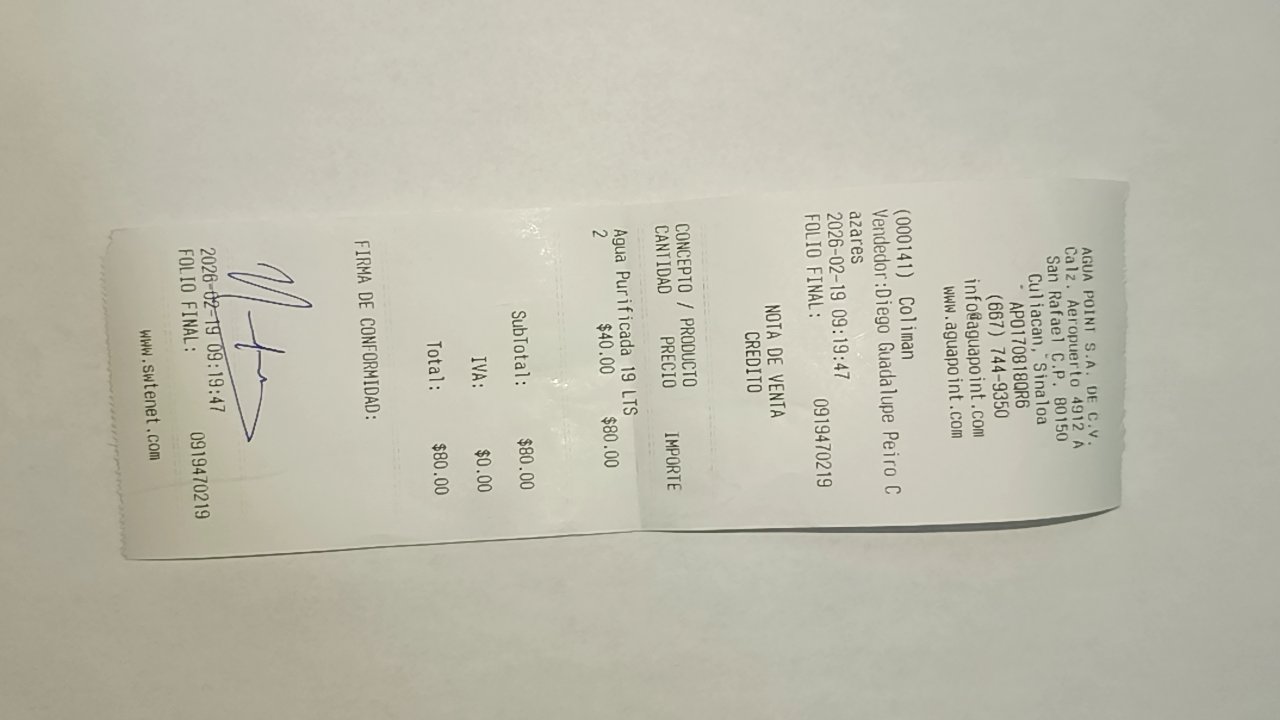 AGUA POINT S.A. DE C.V.
Calz. Aeropuerto 4912 A
San Rafael C.P. 80150
Culiacan, Sinaloa
APO170818QR6
(667) 744-9350
info@aguapoint.com
www.aguapoint.com
(000141) Coliman
Vendedor:Diego Guadalupe Peiro C
azares
2026-02-19 09:19:47
FOLIO FINAL: 0919470219
NOTA DE VENTA
CREDITO
CONCEPTO / PRODUCTO
CANTIDAD PRECIO IMPORTE
Agua Purificada 19 LTS
2 $40.00 $80.00
SubTotal: $80.00
IVA: $0.00
Total: $80.00
FIRMA DE CONFORMIDAD:
2026-02-19 09:19:47
FOLIO FINAL: 0919470219
www.swtenet.com